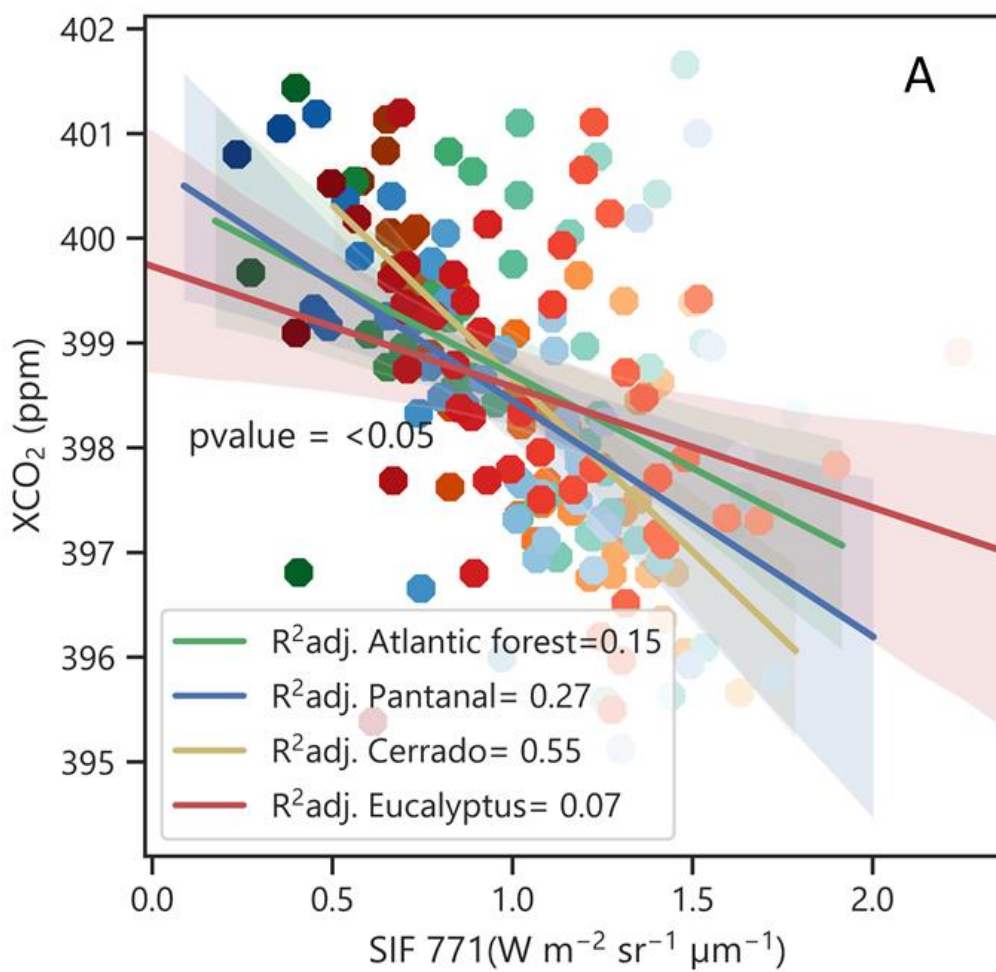 A
402
401
400
399
398
397
396
395
XCO₂ (ppm)
pvalue = <0.05
R²adj. Atlantic forest=0.15
R²adj. Pantanal= 0.27
R²adj. Cerrado= 0.55
R²adj. Eucalyptus= 0.07
0.0 0.5 1.0 1.5 2.0
SIF 771(W m⁻² sr⁻¹ µm⁻¹)